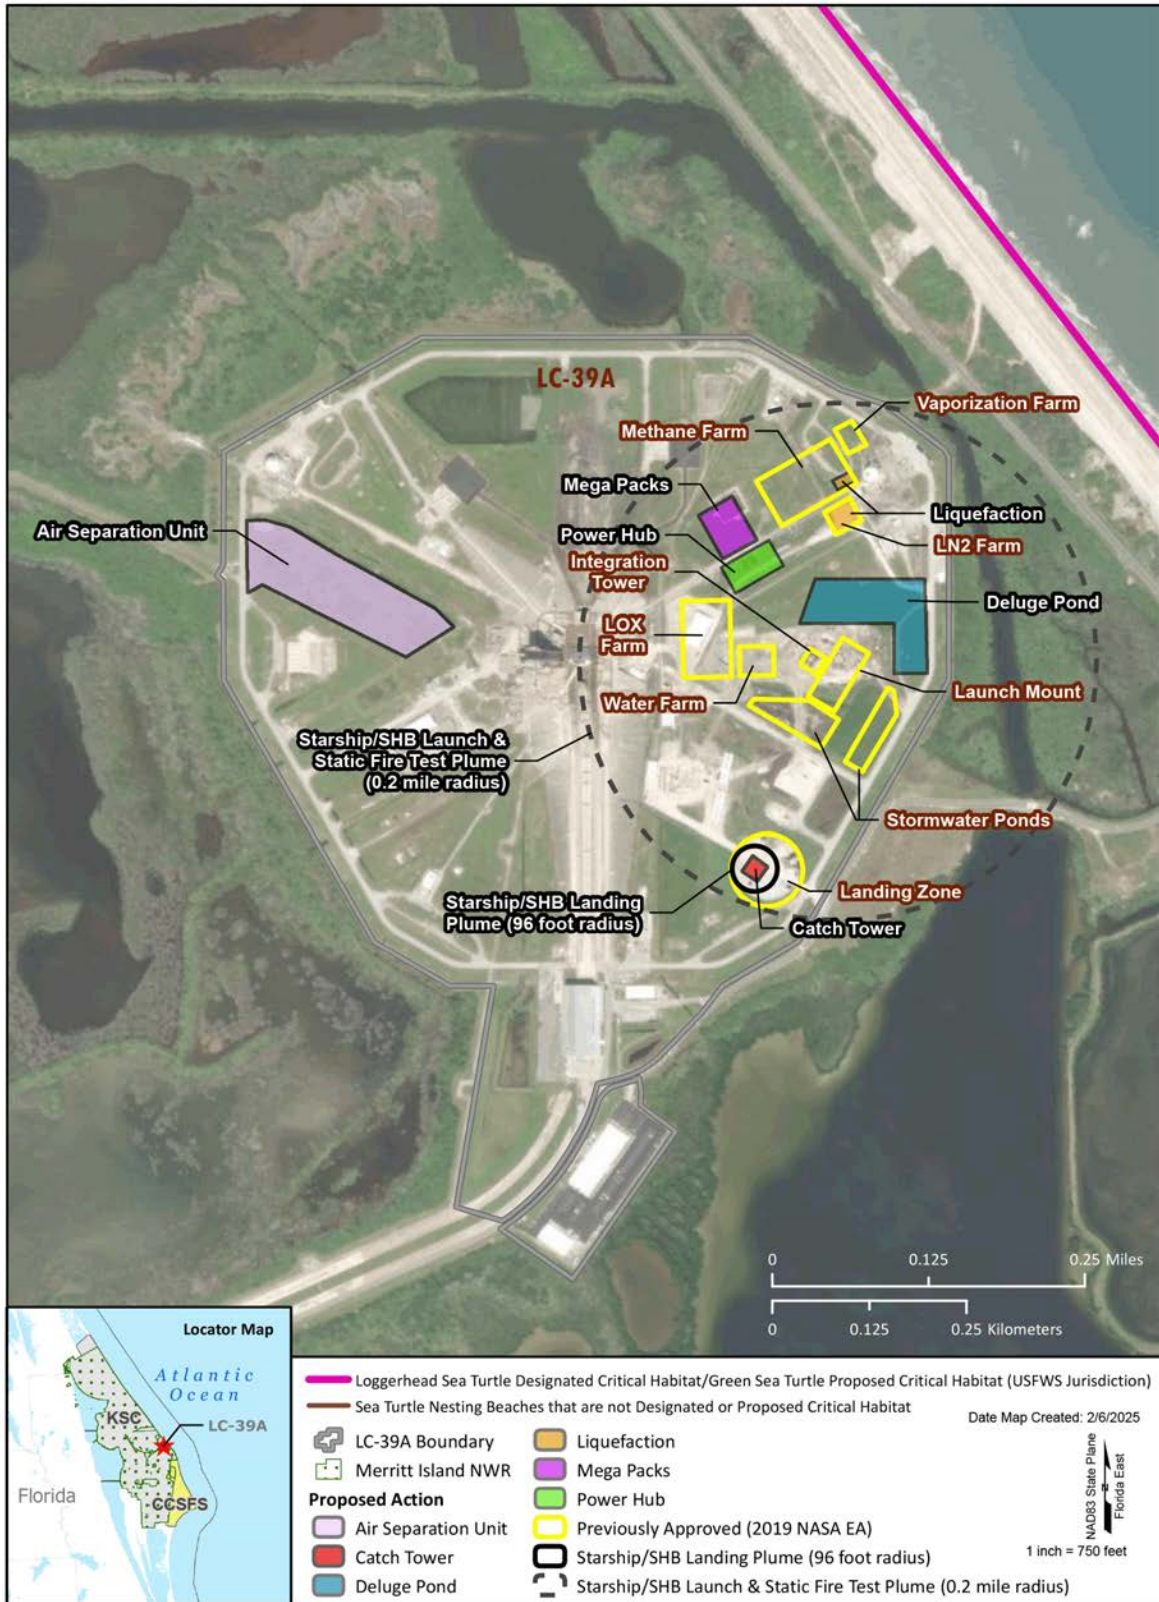 LC-39A
Vaporization Farm
Methane Farm
Mega Packs
Liquefaction
Air Separation Unit
Power Hub
LN2 Farm
Integration
Tower
Deluge Pond
LOX
Farm
Launch Mount
Water Farm
Starship/SHB Launch &
Static Fire Test Plume
(0.2 mile radius)
Stormwater Ponds
Landing Zone
Starship/SHB Landing
Plume (96 foot radius)
Catch Tower
0 0.125 0.25 Miles
0 0.125 0.25 Kilometers
Locator Map
Atlantic
Ocean
KSC
LC-39A
Florida
CCSFS
Loggerhead Sea Turtle Designated Critical Habitat/Green Sea Turtle Proposed Critical Habitat (USFWS Jurisdiction)
Sea Turtle Nesting Beaches that are not Designated or Proposed Critical Habitat
Date Map Created: 2/6/2025
LC-39A Boundary
Merritt Island NWR
Proposed Action
Air Separation Unit
Catch Tower
Deluge Pond
Liquefaction
Mega Packs
Power Hub
Previously Approved (2019 NASA EA)
Starship/SHB Landing Plume (96 foot radius)
Starship/SHB Launch & Static Fire Test Plume (0.2 mile radius)
NAD83 State Plane
Florida East
N
1 inch = 750 feet